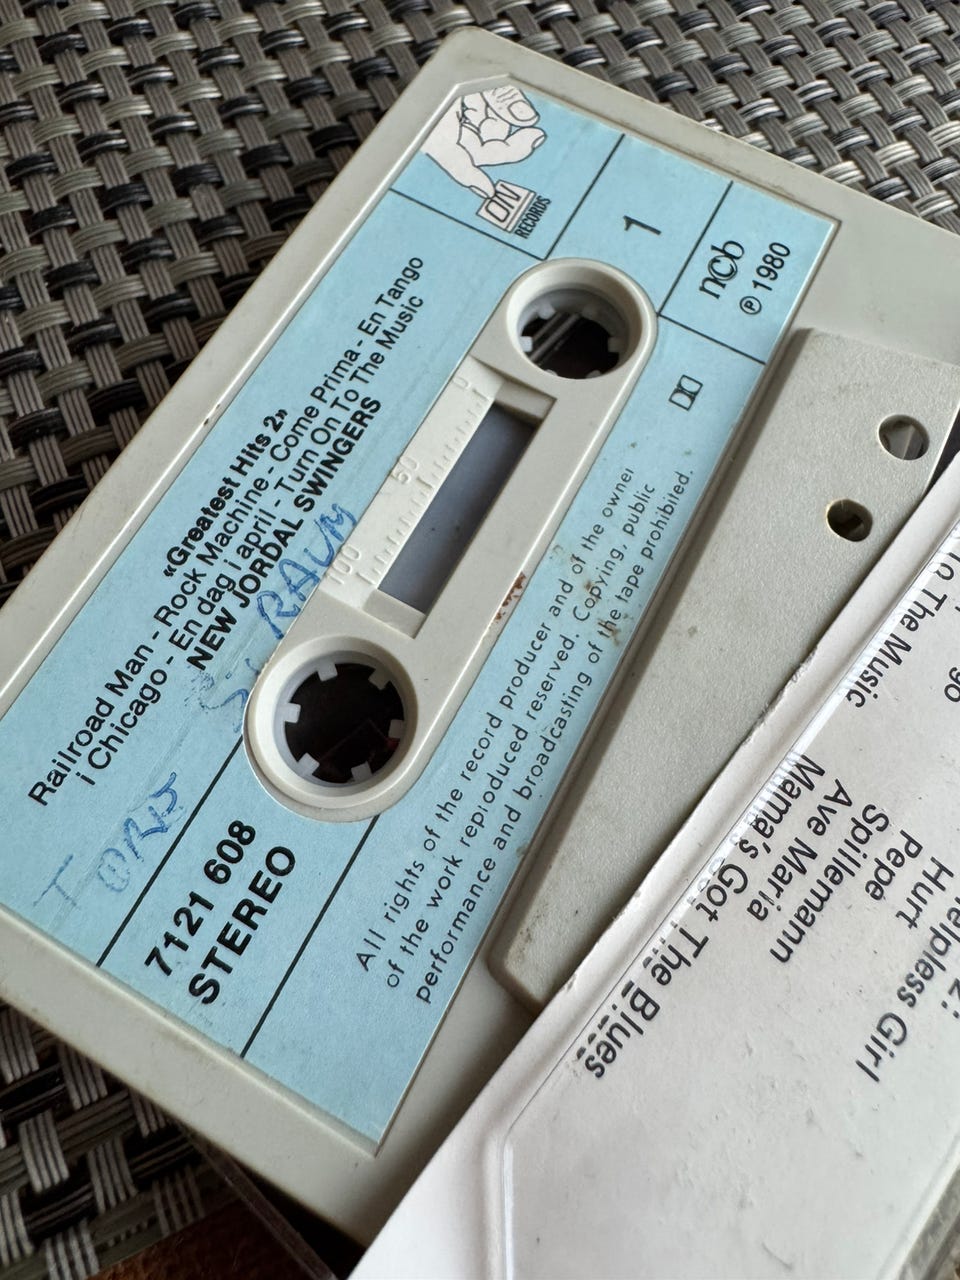 ON
RECORDS
1
ncb
℗ 1980
«Greatest Hits 2»
Railroad Man - Rock Machine - Come Prima - En Tango
i Chicago - En dag i april - Turn On To The Music
NEW JORDAL SWINGERS
0
50
100
7121 608
STEREO
All rights of the record producer and of the owner
of the work reproduced reserved. Copying, public
performance and broadcasting of the tape prohibited.
The Music
Helpless Girl
Hurt
Pepe
Spillemann
Ave Maria
Mama's Got The Blues